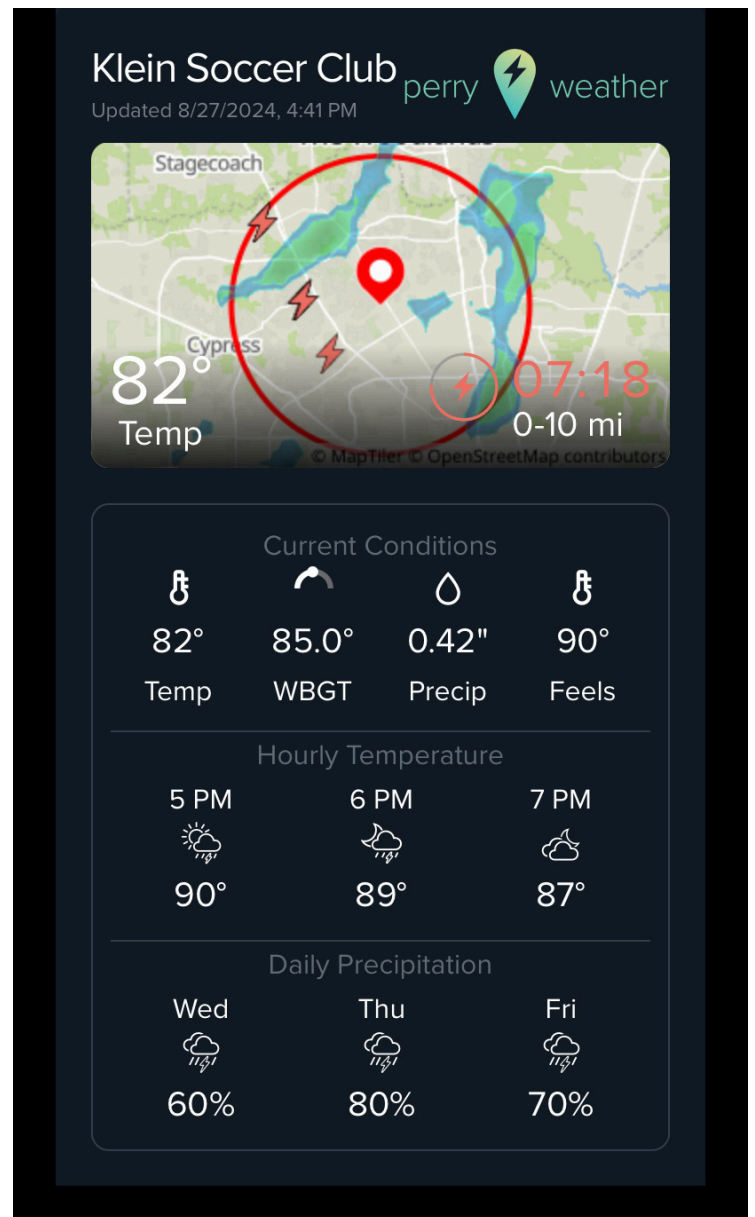 Klein Soccer Club
perry weather
Updated 8/27/2024, 4:41 PM
Stagecoach
Cypress
82°
Temp
07:18
0-10 mi
© MapTiler © OpenStreetMap contributors
Current Conditions
82° 85.0° 0.42" 90°
Temp WBGT Precip Feels
Hourly Temperature
5 PM 6 PM 7 PM
90° 89° 87°
Daily Precipitation
Wed Thu Fri
60% 80% 70%